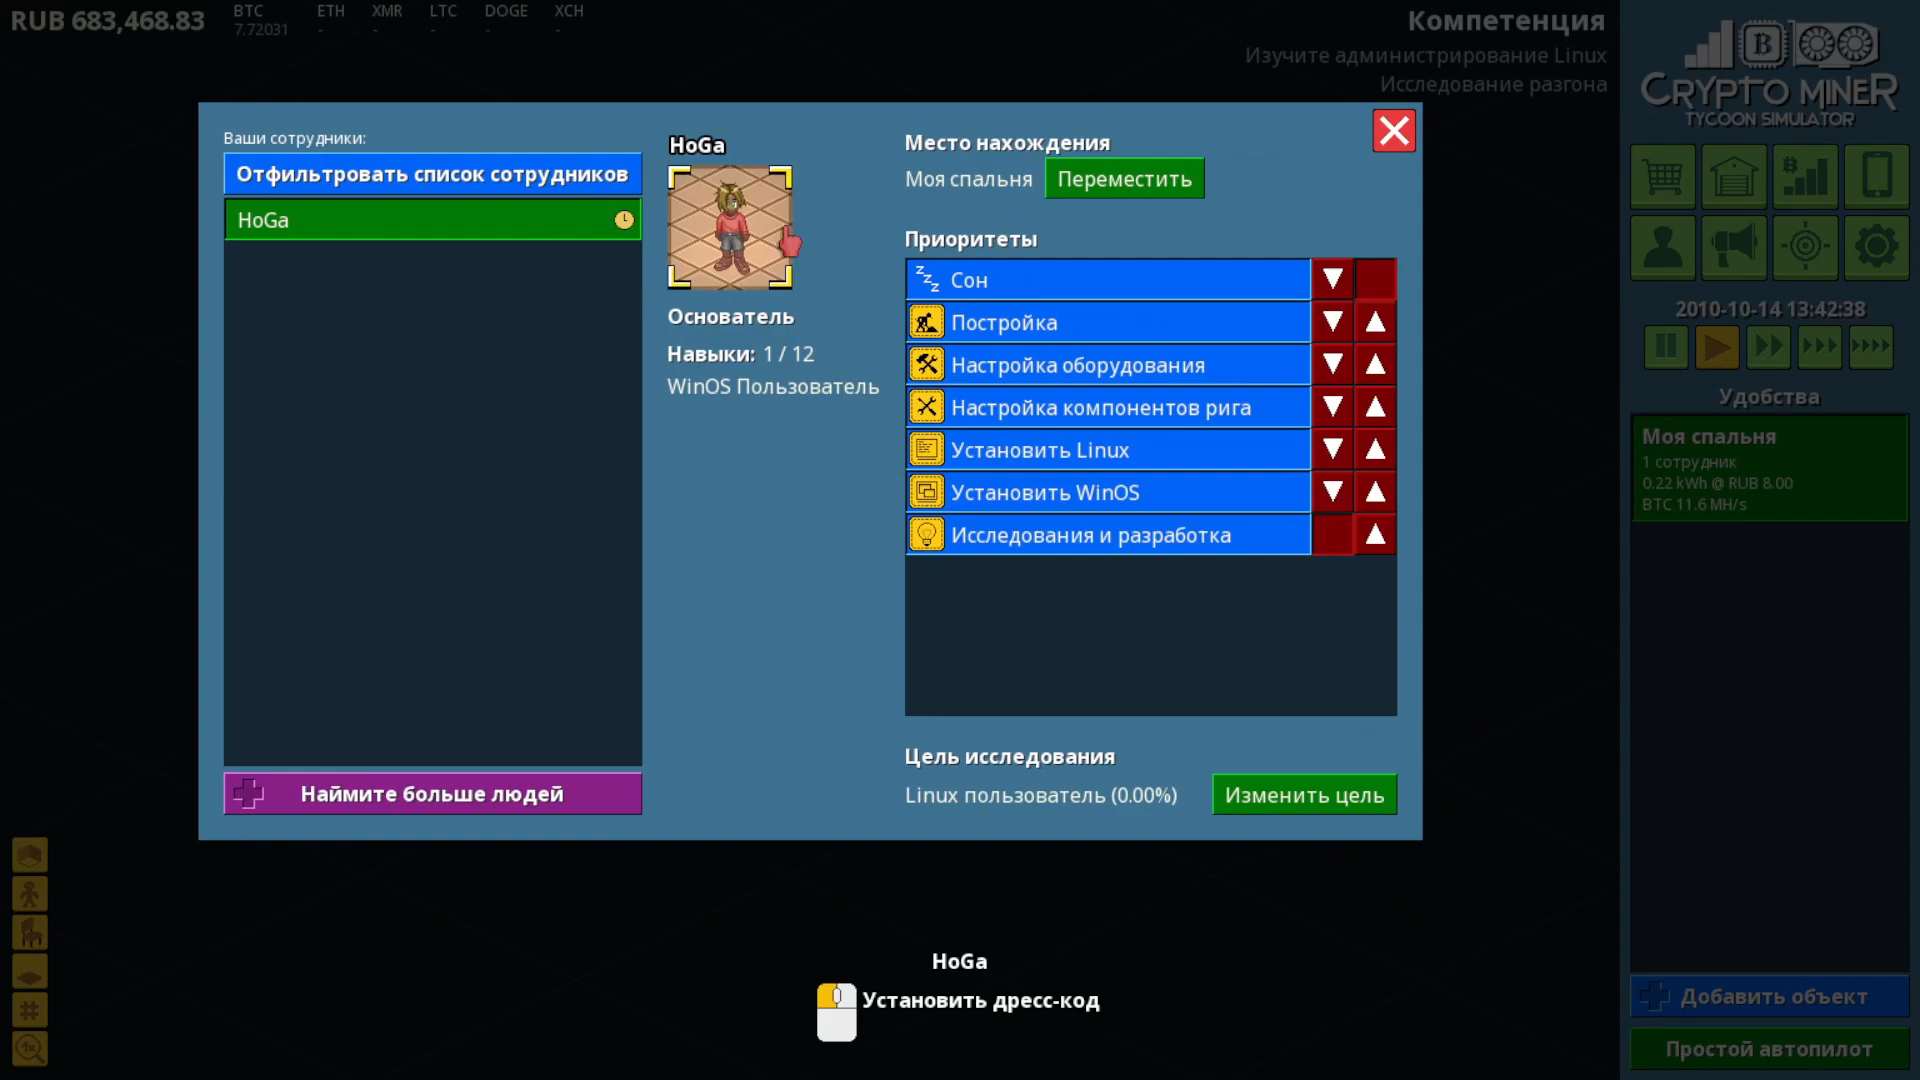 RUB 683,468.83
BTC ETH XMR LTC DOGE XCH
7.72031 - - - - -
Компетенция
Изучите администрирование Linux
Исследование разгона
CRYPTO MINER
TYCOON SIMULATOR
Ваши сотрудники:
Отфильтровать список сотрудников
HoGa
Наймите больше людей
HoGa
Основатель
Навыки: 1 / 12
WinOS Пользователь
Место нахождения
Моя спальня Переместить
Приоритеты
Сон
Постройка
Настройка оборудования
Настройка компонентов рига
Установить Linux
Установить WinOS
Исследования и разработка
Цель исследования
Linux пользователь (0.00%) Изменить цель
2010-10-14 13:42:38
Удобства
Моя спальня
1 сотрудник
0.22 kWh @ RUB 8.00
BTC 11.6 MH/s
Добавить объект
Простой автопилот
HoGa
Установить дресс-код
1x